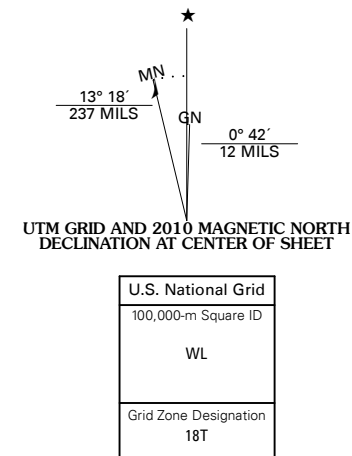 ★
MN
13° 18´
237 MILS
GN
0° 42´
12 MILS
UTM GRID AND 2010 MAGNETIC NORTH
DECLINATION AT CENTER OF SHEET
U.S. National Grid
100,000-m Square ID
WL
Grid Zone Designation
18T